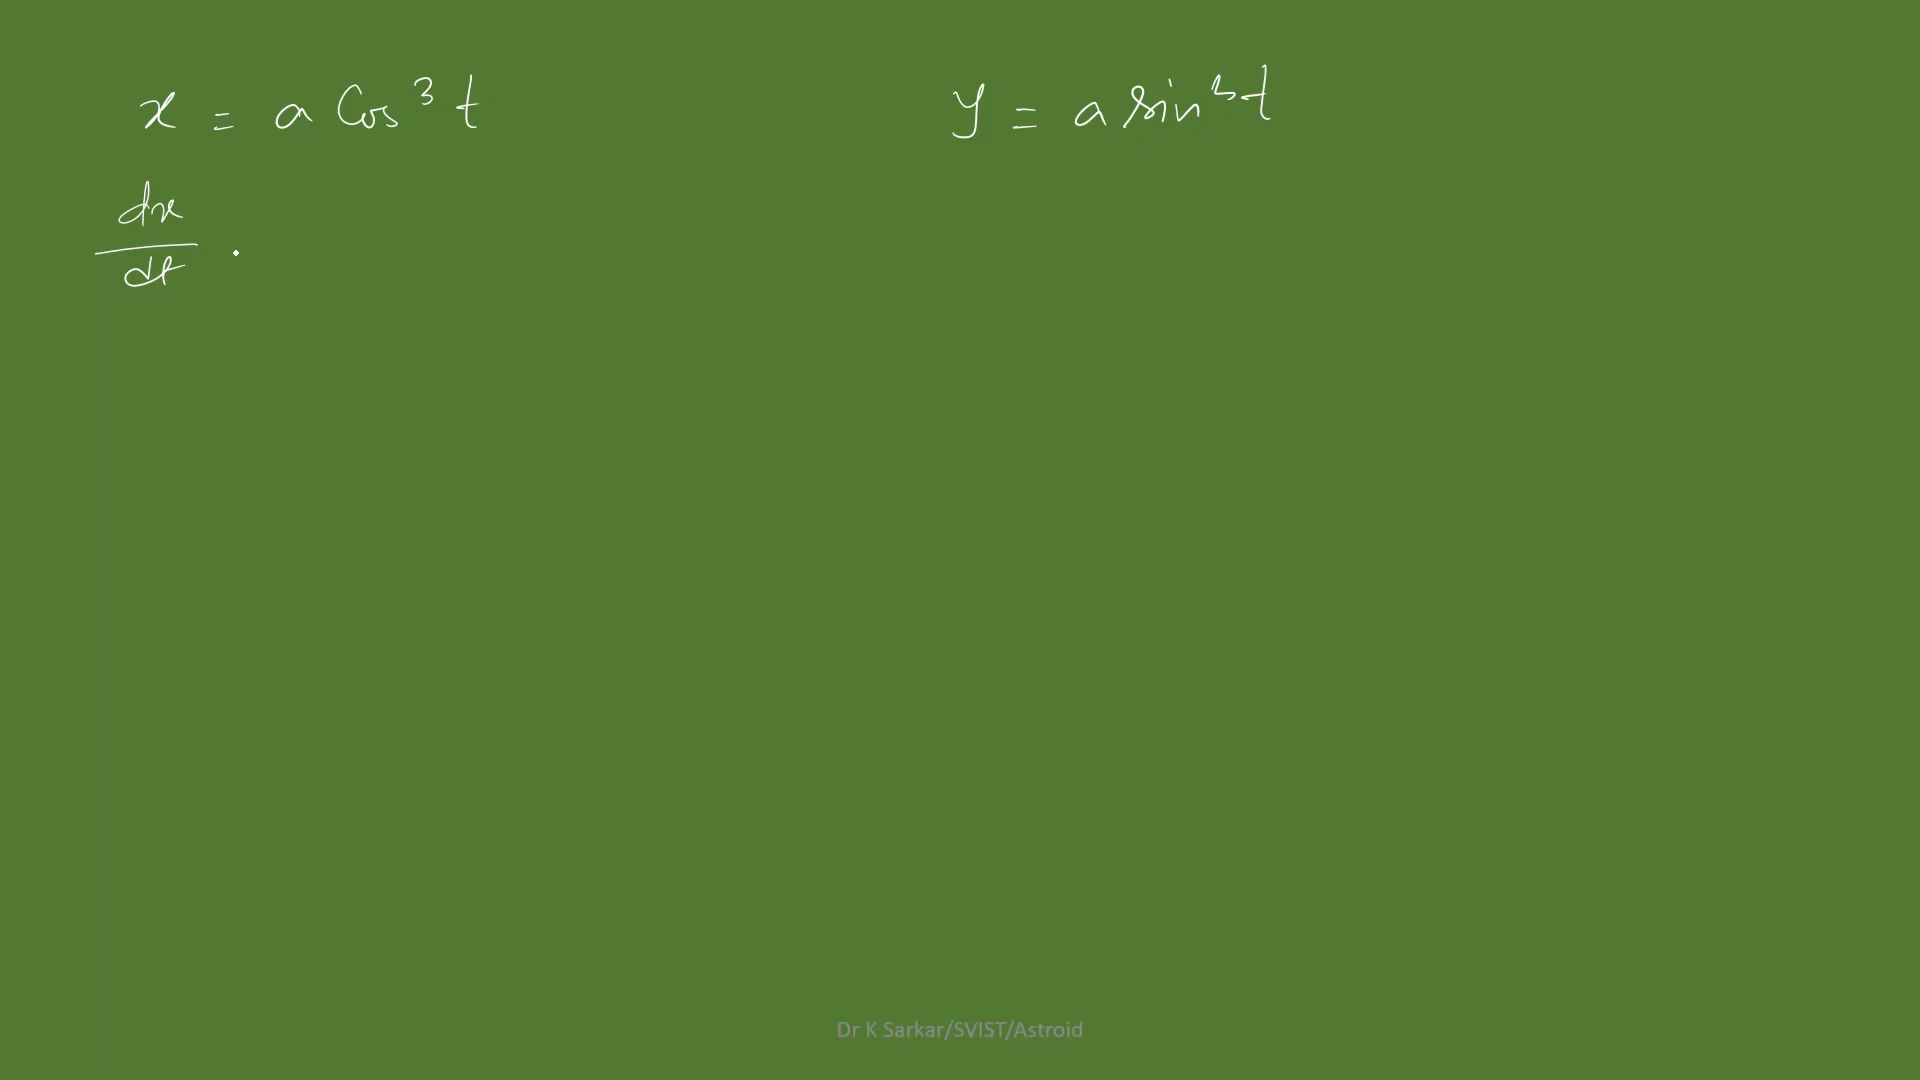 x = a Cos³ t
y = a sin³ t
dx
dt
Dr K Sarkar/SVIST/Astroid